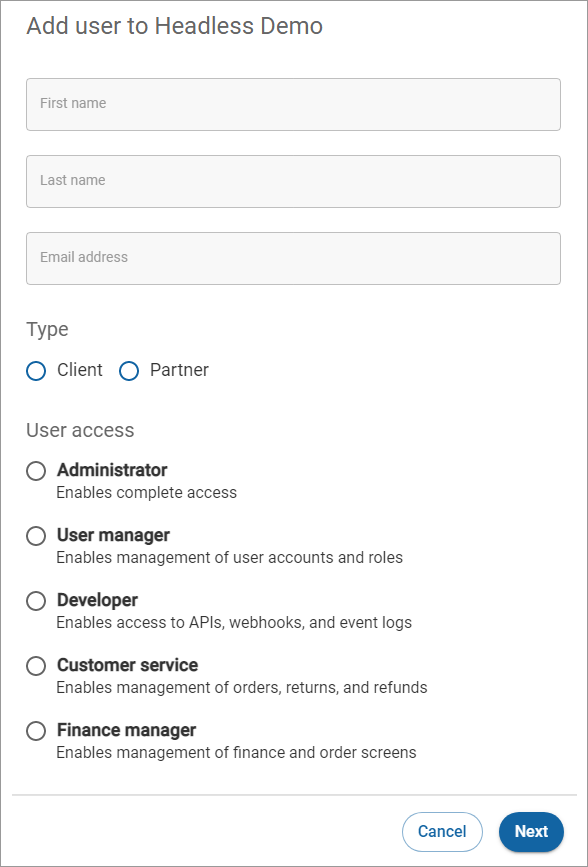 Add user to Headless Demo
First name
Last name
Email address
Type
Client Partner
User access
Administrator
Enables complete access
User manager
Enables management of user accounts and roles
Developer
Enables access to APIs, webhooks, and event logs
Customer service
Enables management of orders, returns, and refunds
Finance manager
Enables management of finance and order screens
Cancel Next